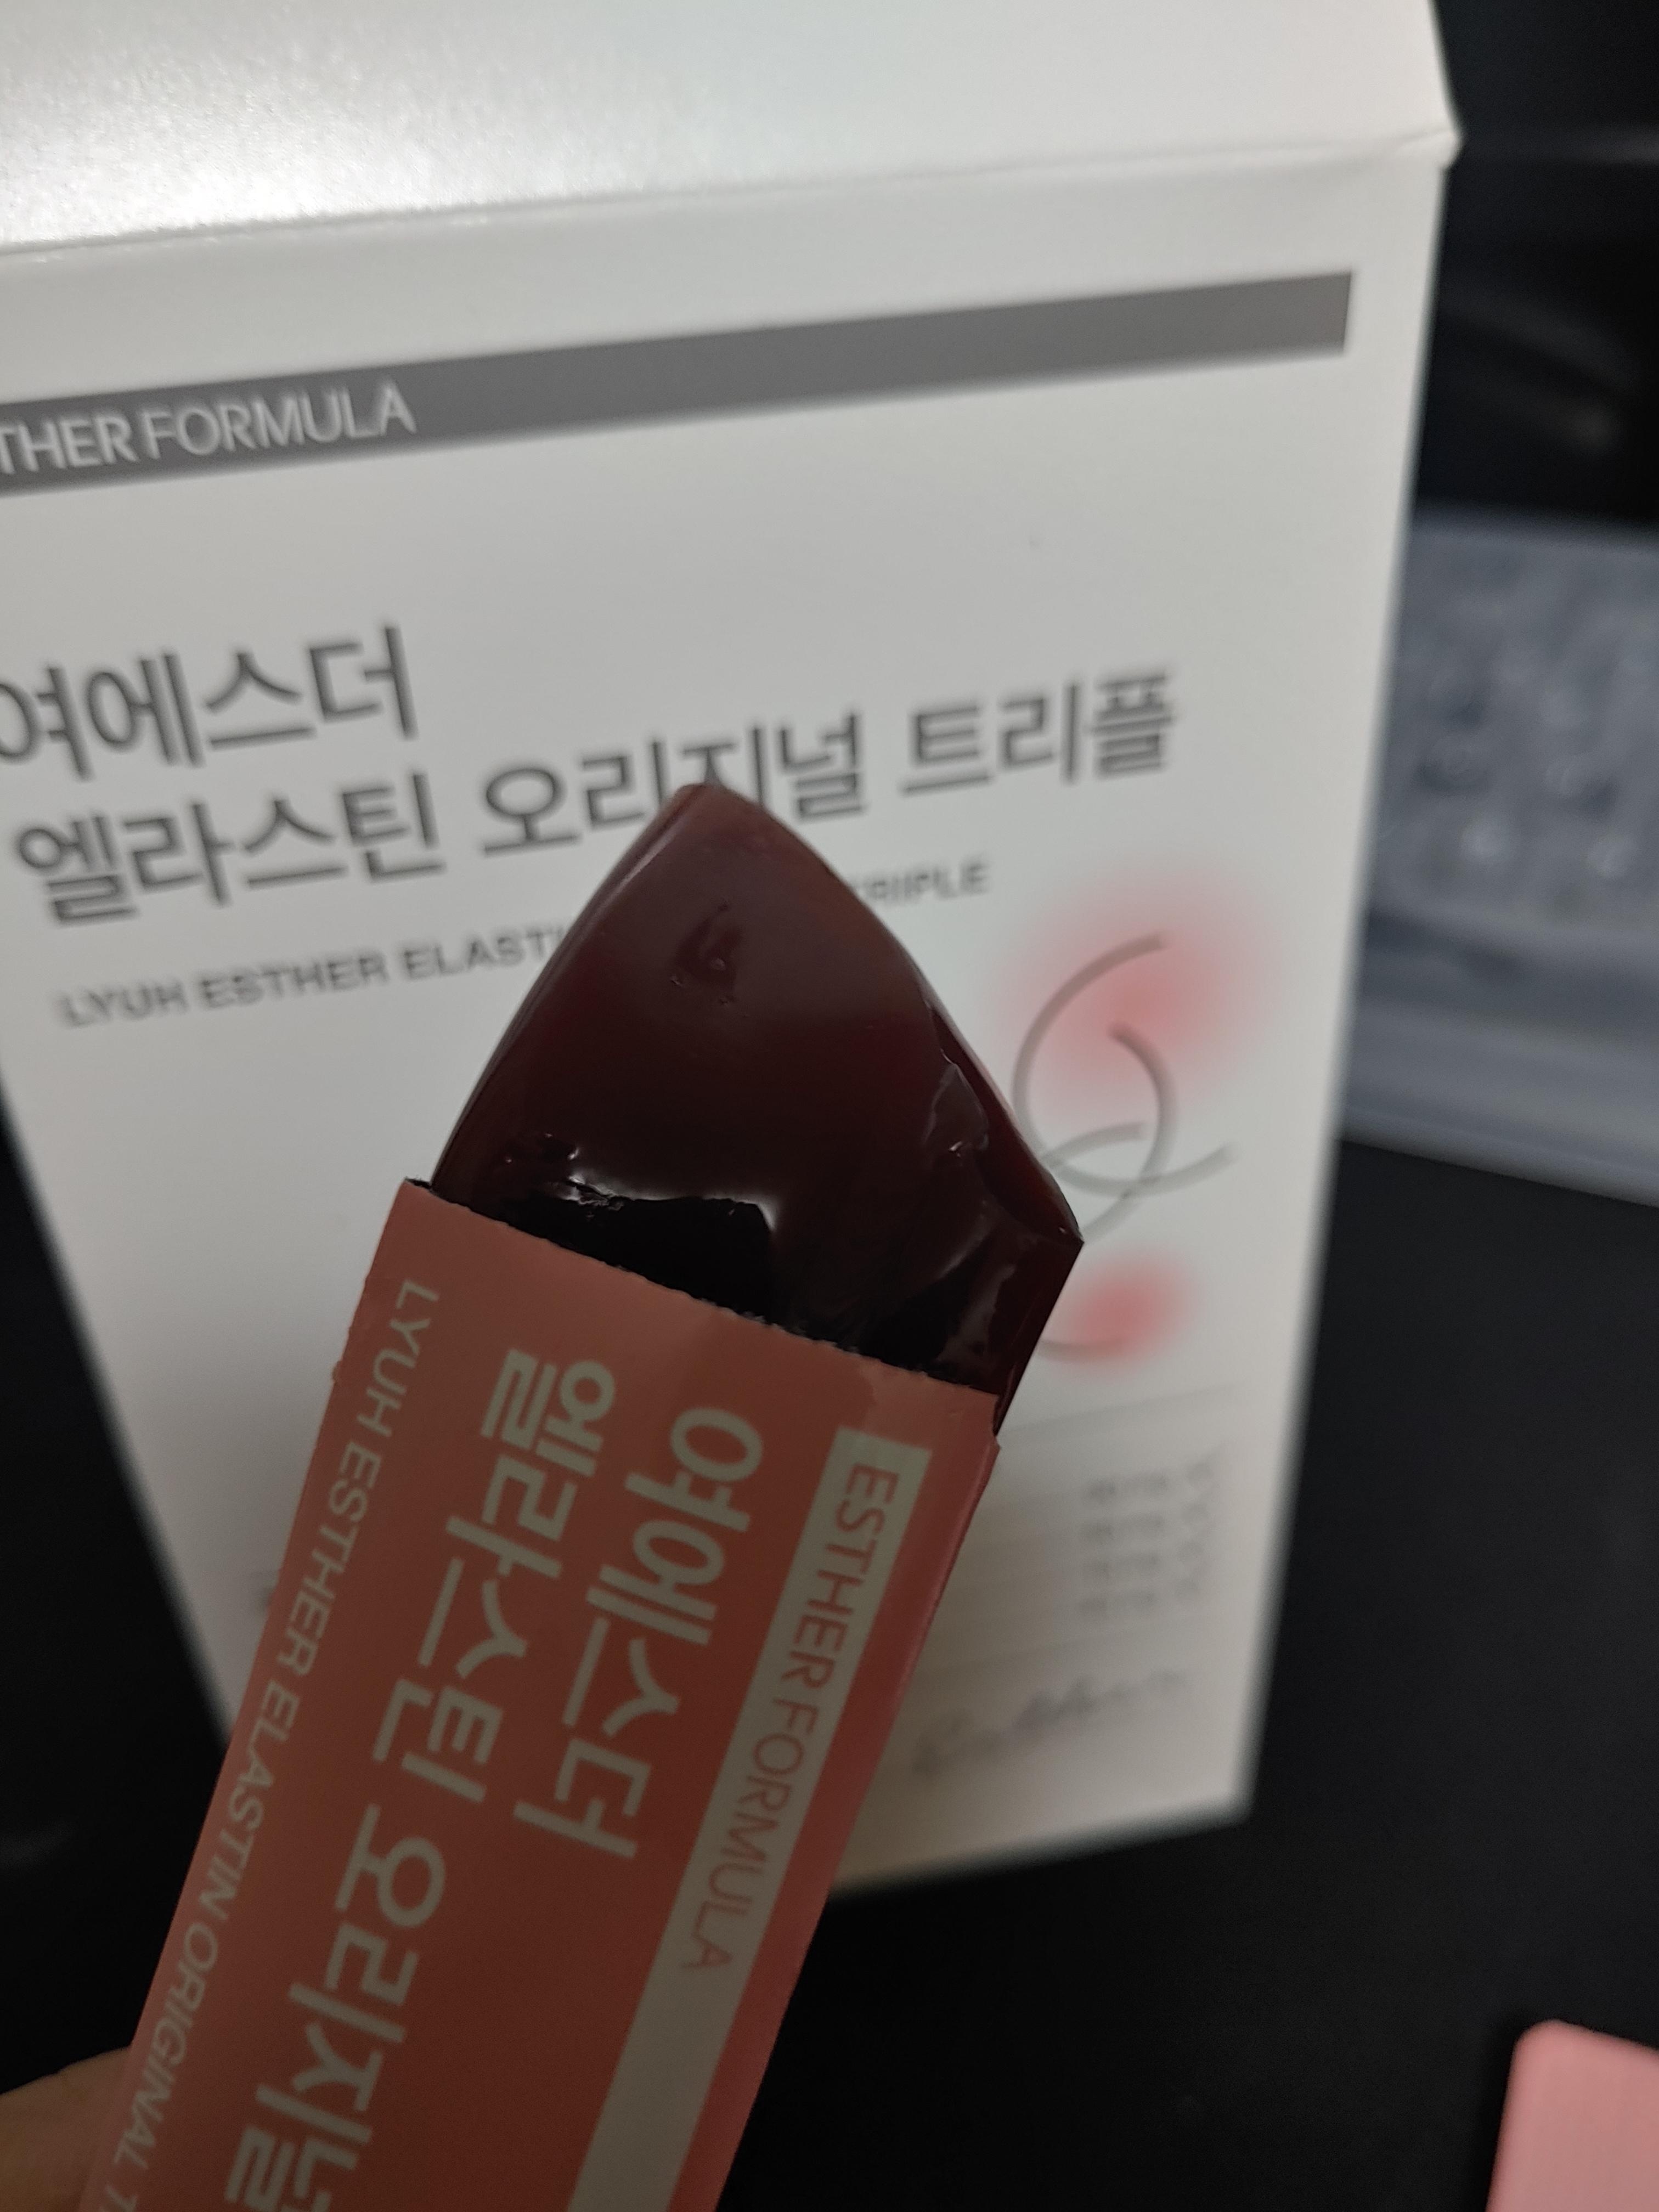 THER FORMULA
여에스더
엘라스틴 오리지널 트리플
LYUH ESTHER RIPLE
ESTHER FORMULA
여에스더
엘라스틴 오리지널
LYUH ESTHER ELASTIN ORIGINAL